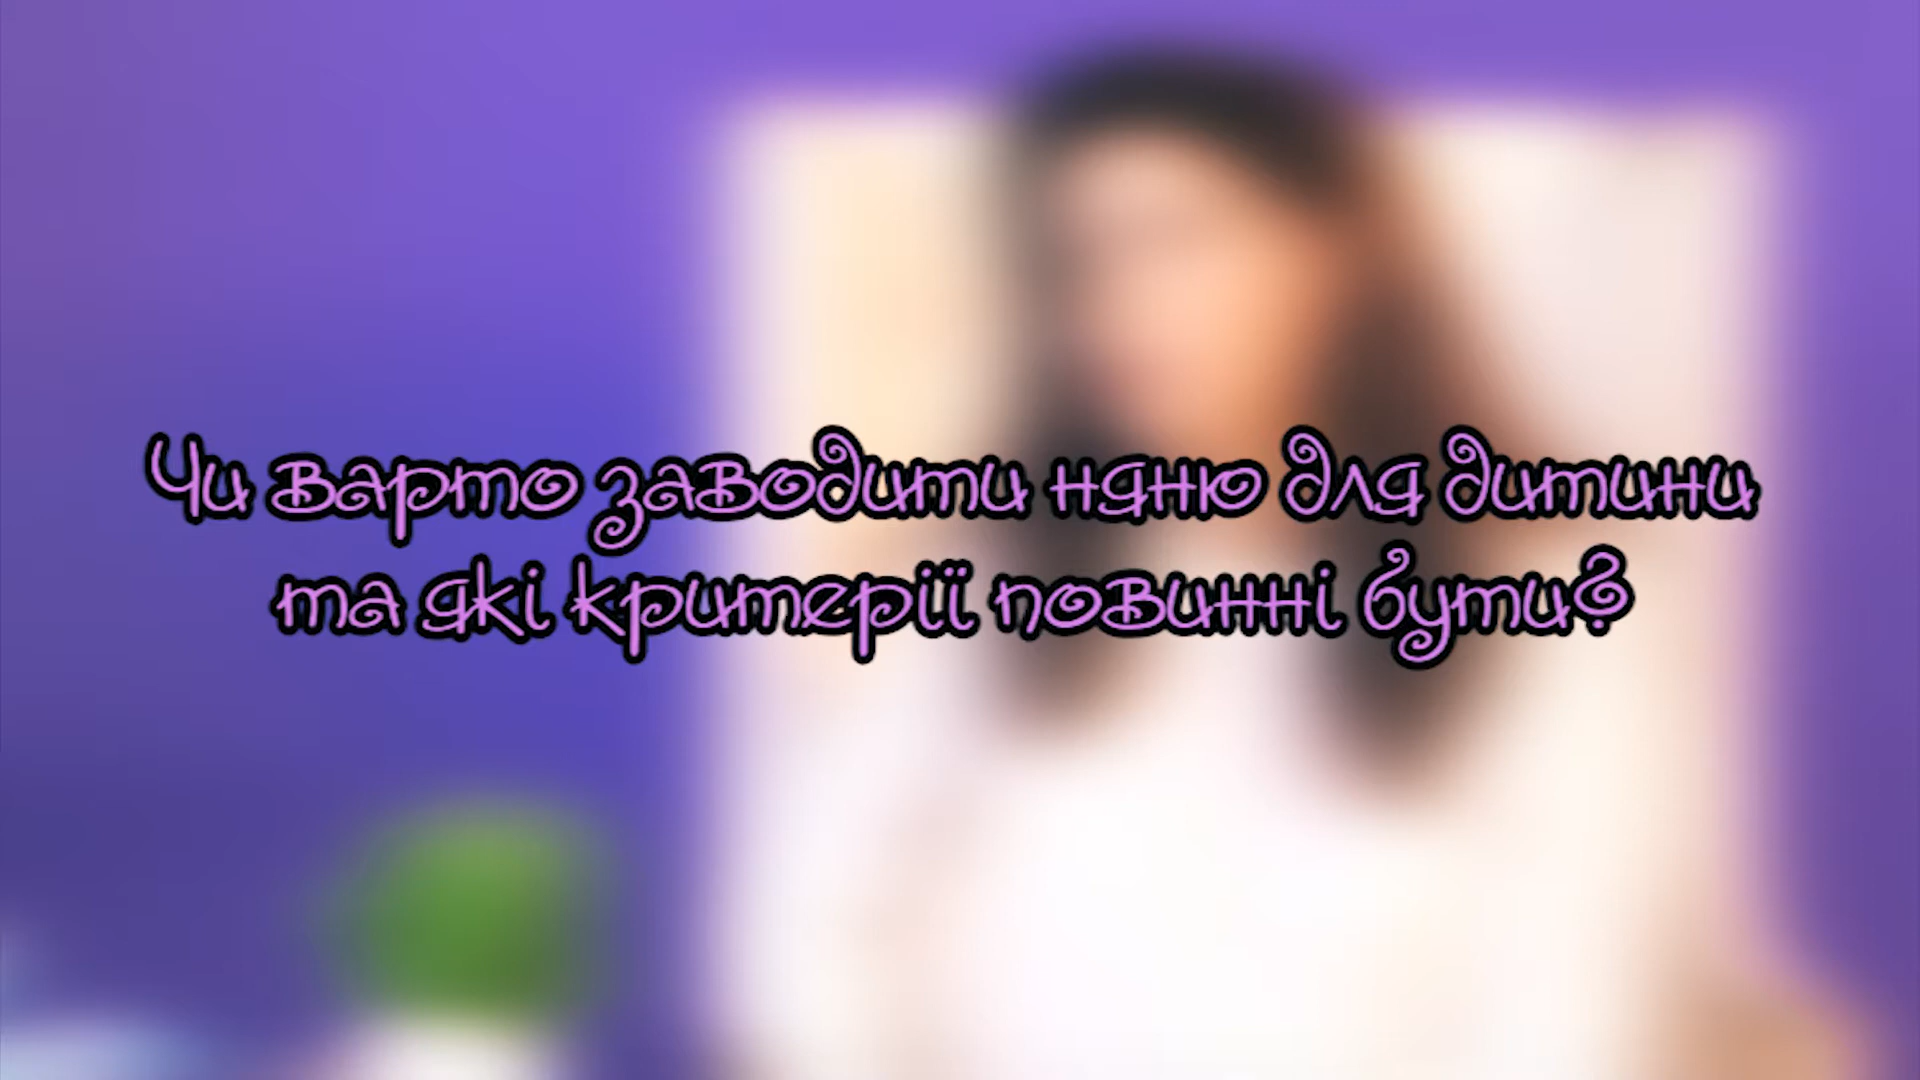 Чи варто заводити няню для дитини
та які критерії повинні бути?